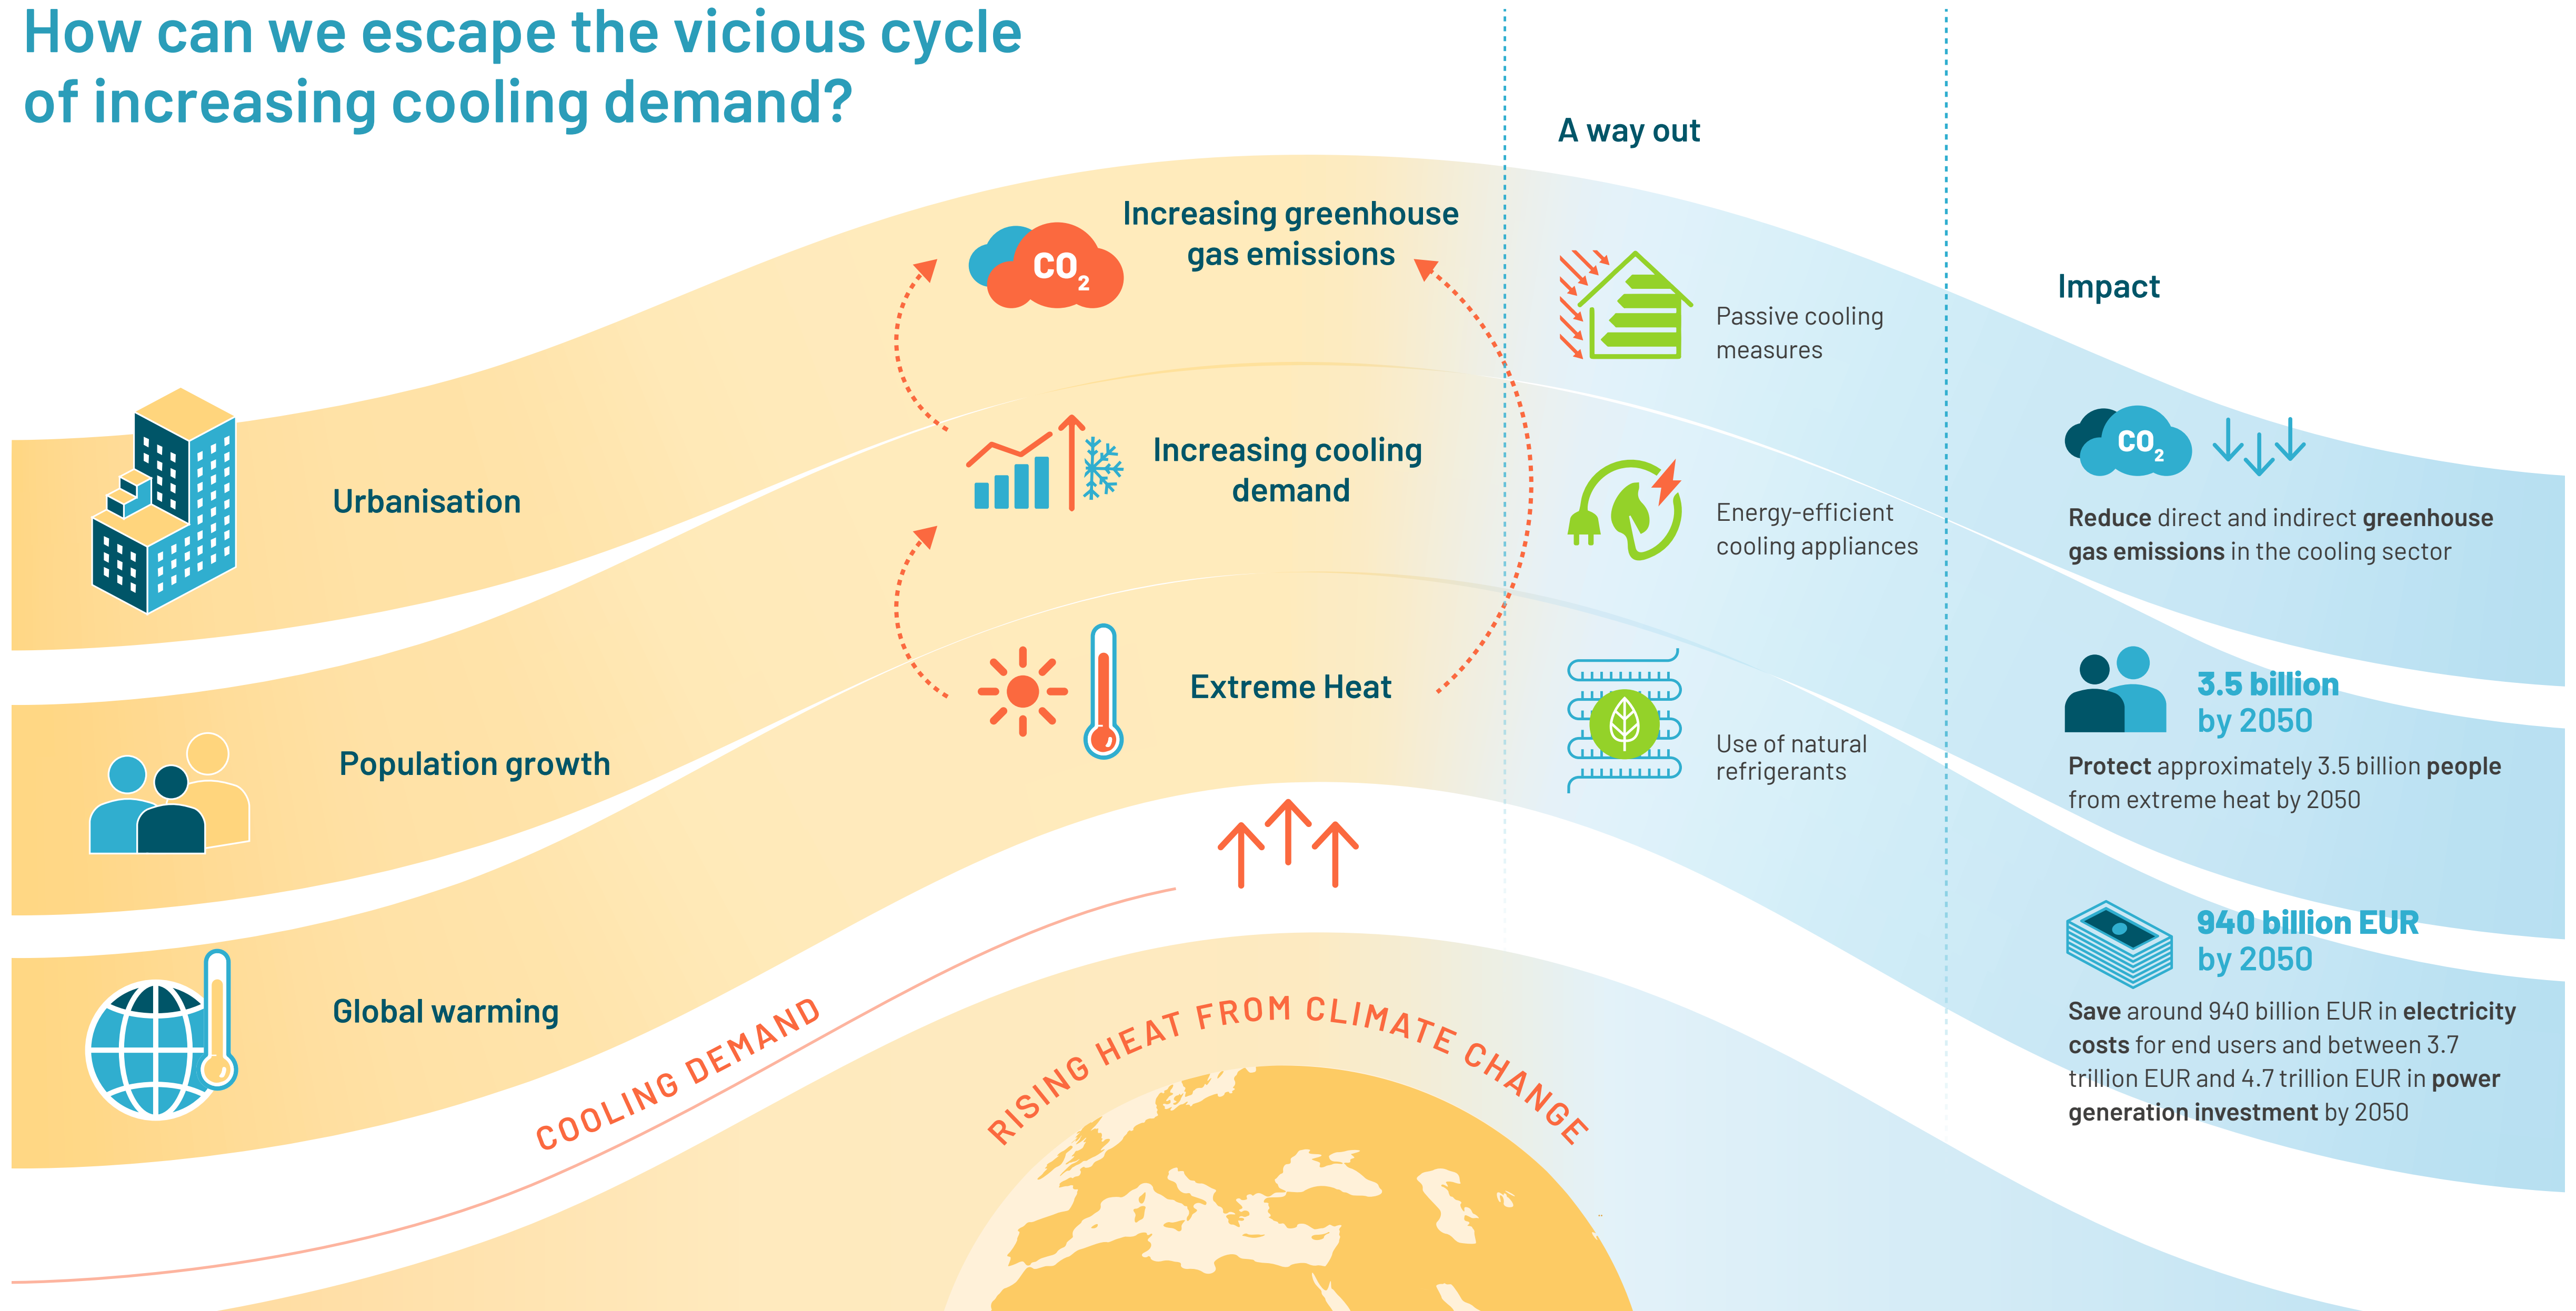 How can we escape the vicious cycle
of increasing cooling demand?
Urbanisation
Population growth
Global warming
COOLING DEMAND
CO2
Increasing greenhouse
gas emissions
Increasing cooling
demand
Extreme Heat
RISING HEAT FROM CLIMATE CHANGE
A way out
Passive cooling
measures
Energy-efficient
cooling appliances
Use of natural
refrigerants
Impact
CO2
Reduce direct and indirect greenhouse
gas emissions in the cooling sector
3.5 billion
by 2050
Protect approximately 3.5 billion people
from extreme heat by 2050
940 billion EUR
by 2050
Save around 940 billion EUR in electricity
costs for end users and between 3.7
trillion EUR and 4.7 trillion EUR in power
generation investment by 2050